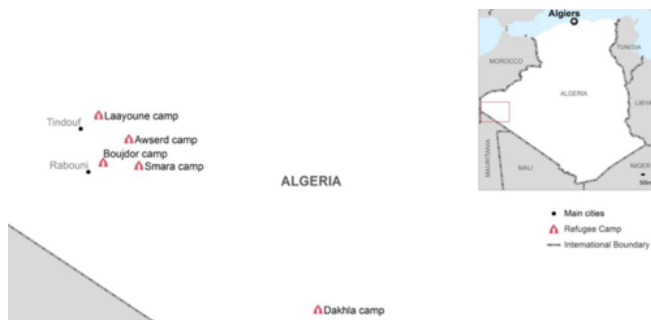 Laayoune camp
Tindouf
Awserd camp
Boujdor camp
Smara camp
Rabouni
ALGERIA
Dakhla camp
Algiers
TUNISIA
MOROCCO
ALGERIA
LIBYA
MAURITANIA
MALI
NIGER
Main cities
Refugee Camp
International Boundary